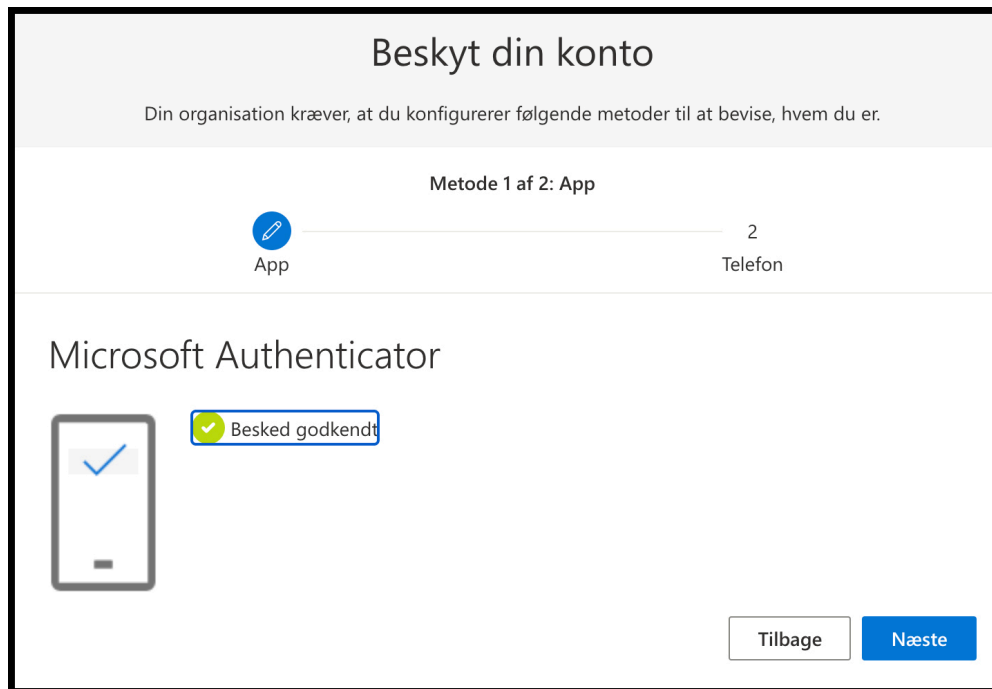 Beskyt din konto
Din organisation kræver, at du konfigurerer følgende metoder til at bevise, hvem du er.
Metode 1 af 2: App
2
App
Telefon
Microsoft Authenticator
Besked godkendt
Tilbage
Næste